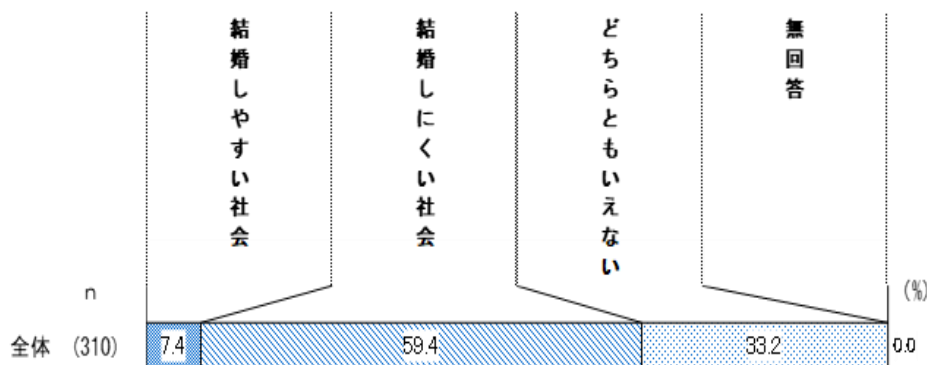 結婚しやすい社会
結婚しにくい社会
どちらともいえない
無回答
n
(%)
全体 (310) 7.4 59.4 33.2 0.0